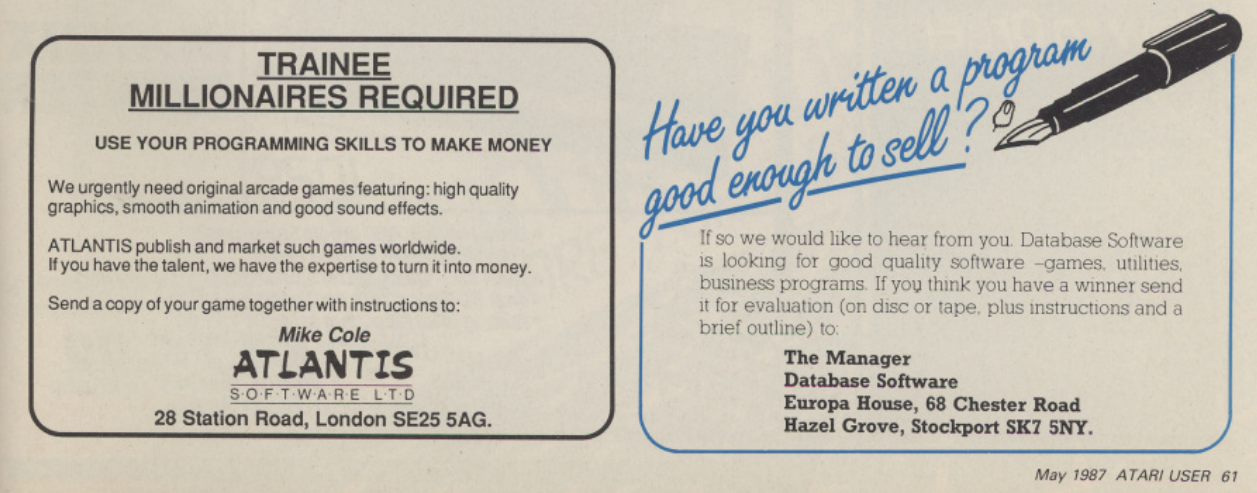 TRAINEE
MILLIONAIRES REQUIRED
USE YOUR PROGRAMMING SKILLS TO MAKE MONEY
We urgently need original arcade games featuring: high quality
graphics, smooth animation and good sound effects.
ATLANTIS publish and market such games worldwide.
If you have the talent, we have the expertise to turn it into money.
Send a copy of your game together with instructions to:
Mike Cole
ATLANTIS
S·O·F·T·W·A·R·E L·T·D
28 Station Road, London SE25 5AG.
Have you written a program
good enough to sell?
If so we would like to hear from you. Database Software
is looking for good quality software –games, utilities,
business programs. If you think you have a winner send
it for evaluation (on disc or tape, plus instructions and a
brief outline) to:
The Manager
Database Software
Europa House, 68 Chester Road
Hazel Grove, Stockport SK7 5NY.
May 1987 ATARI USER 61